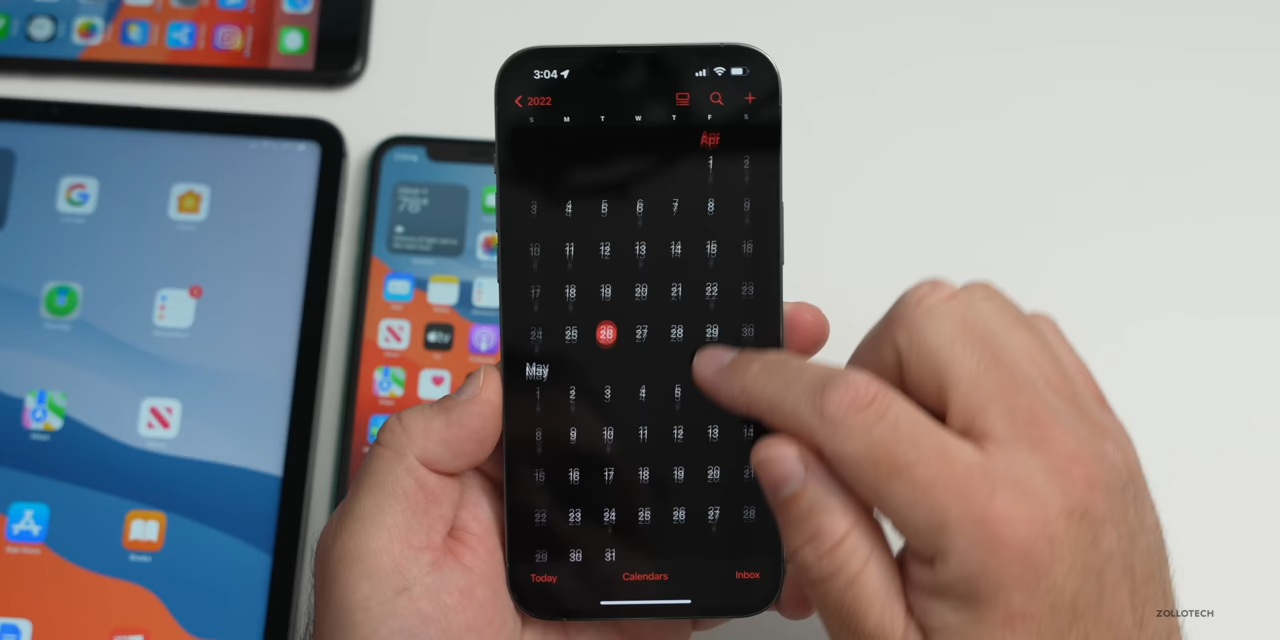 3:04
2022
S M T W T F S
Apr
1 2
3 4 5 6 7 8 9
10 11 12 13 14 15 16
17 18 19 20 21 22 23
24 25 26 27 28 29 30
May
1 2 3 4 5
8 9 10 11 12 13 14
15 16 17 18 19 20 21
22 23 24 25 26 27 28
29 30 31
Today Calendars Inbox
ZOLLOTECH